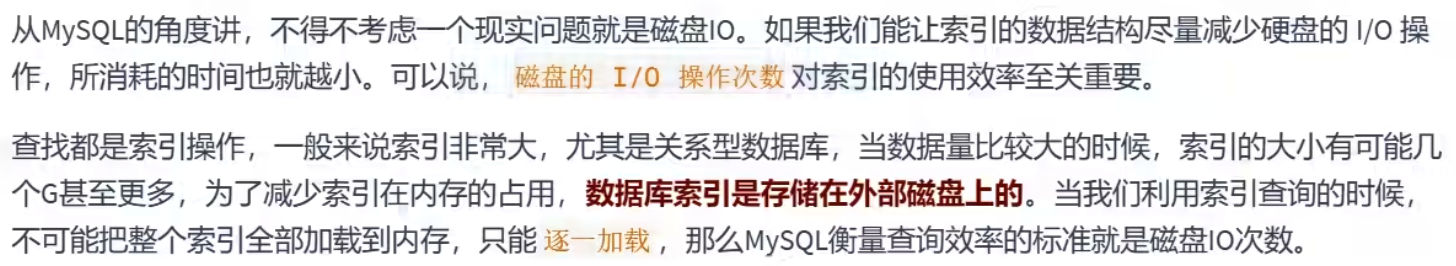 从MySQL的角度讲，不得不考虑一个现实问题就是磁盘IO。如果我们能让索引的数据结构尽量减少硬盘的 I/O 操
作，所消耗的时间也就越小。可以说， 磁盘的 I/O 操作次数 对索引的使用效率至关重要。
查找都是索引操作，一般来说索引非常大，尤其是关系型数据库，当数据量比较大的时候，索引的大小有可能几
个G甚至更多，为了减少索引在内存的占用，数据库索引是存储在外部磁盘上的。当我们利用索引查询的时候，
不可能把整个索引全部加载到内存，只能 逐一加载 ，那么MySQL衡量查询效率的标准就是磁盘IO次数。